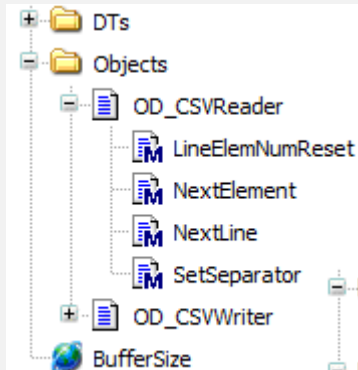 DTs
Objects
OD_CSVReader
LineElemNumReset
NextElement
NextLine
SetSeparator
OD_CSVWriter
BufferSize